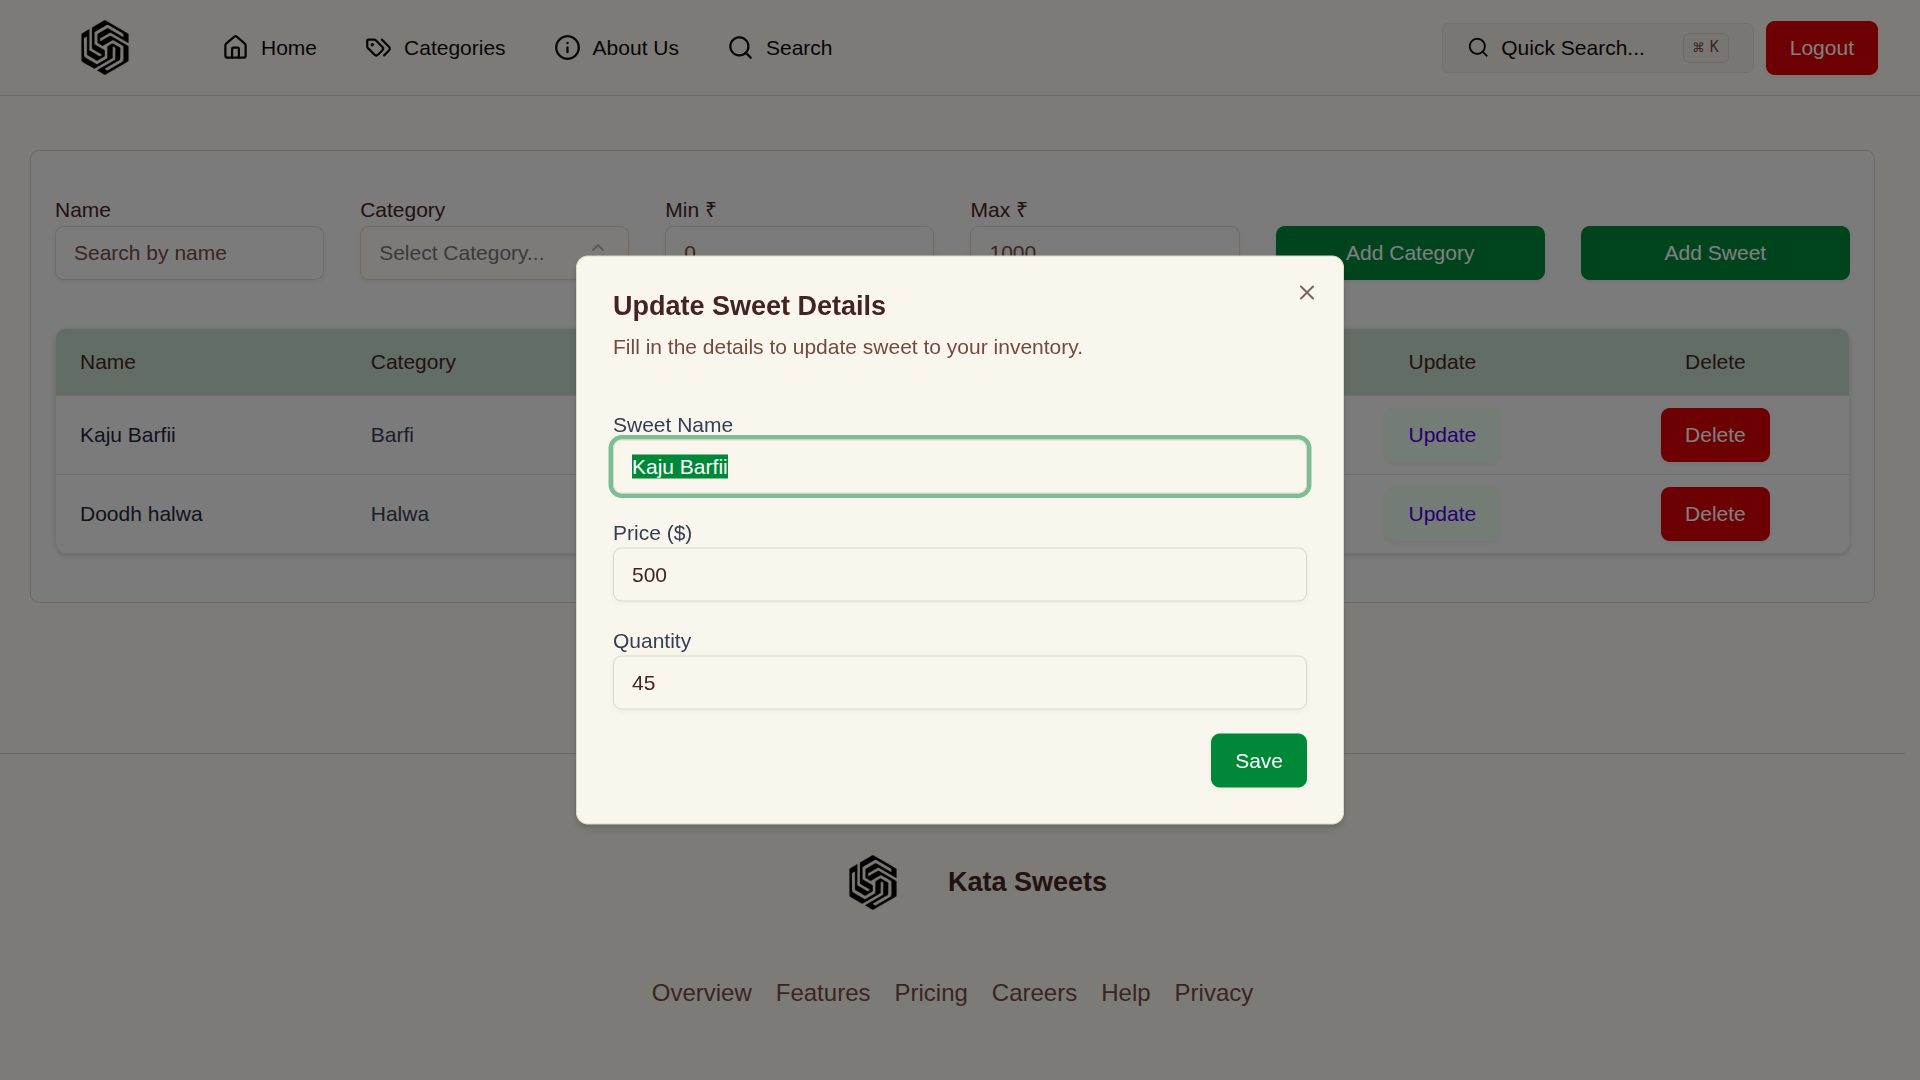 Home
Categories
About Us
Search
Quick Search...
⌘ K
Logout
Name
Category
Min ₹
Max ₹
Search by name
Select Category...
0
1000
Add Category
Add Sweet
Update Sweet Details
Fill in the details to update sweet to your inventory.
Name
Category
Update
Delete
Kaju Barfii
Barfi
Update
Delete
Doodh halwa
Halwa
Update
Delete
Sweet Name
Kaju Barfii
Price ($)
500
Quantity
45
Save
Kata Sweets
Overview
Features
Pricing
Careers
Help
Privacy